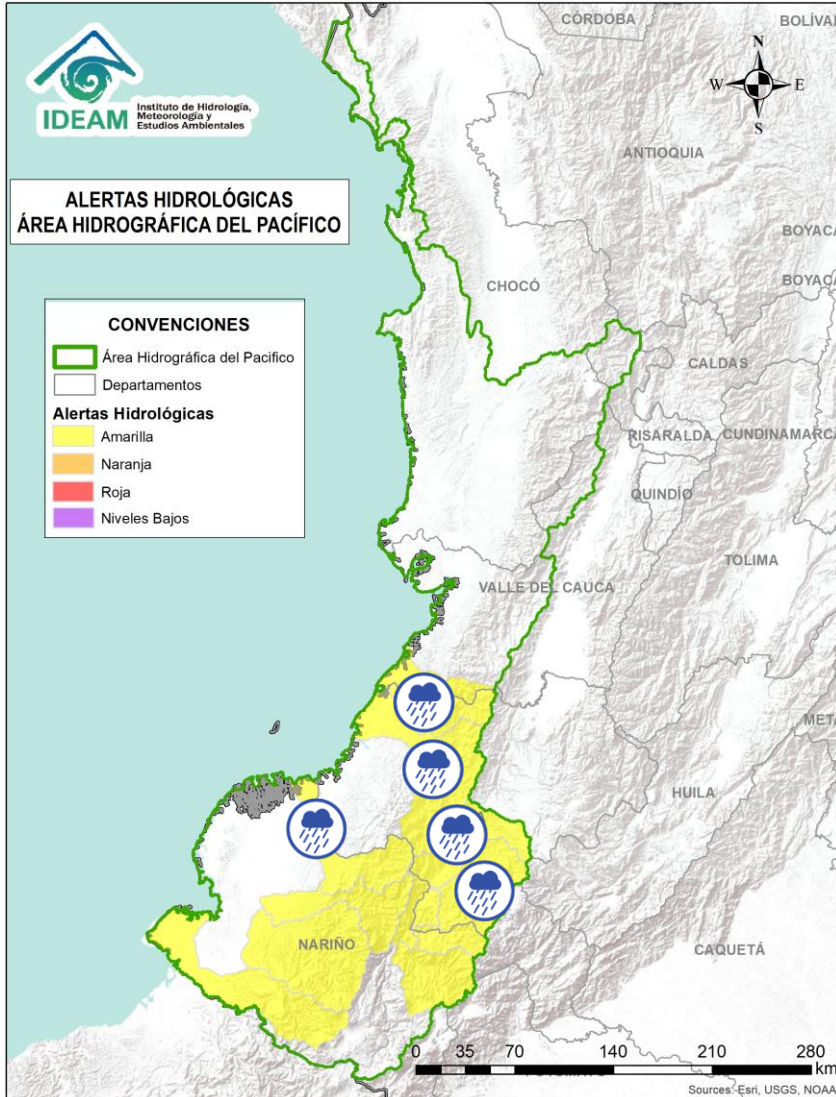 IDEAM
Instituto de Hidrología,
Meteorología y
Estudios Ambientales
ALERTAS HIDROLÓGICAS
ÁREA HIDROGRÁFICA DEL PACÍFICO
CONVENCIONES
Área Hidrográfica del Pacifico
Departamentos
Alertas Hidrológicas
Amarilla
Naranja
Roja
Niveles Bajos
CÓRDOBA
BOLÍVA
N
W E
S
ANTIOQUIA
BOYACÁ
BOYACÁ
CHOCÓ
CALDAS
RISARALDA
CUNDINAMARCA
QUINDÍO
TOLIMA
VALLE DEL CAUCA
META
HUILA
NARIÑO
CAQUETÁ
0 35 70 140 210 280
km
Sources: Esri, USGS, NOAA